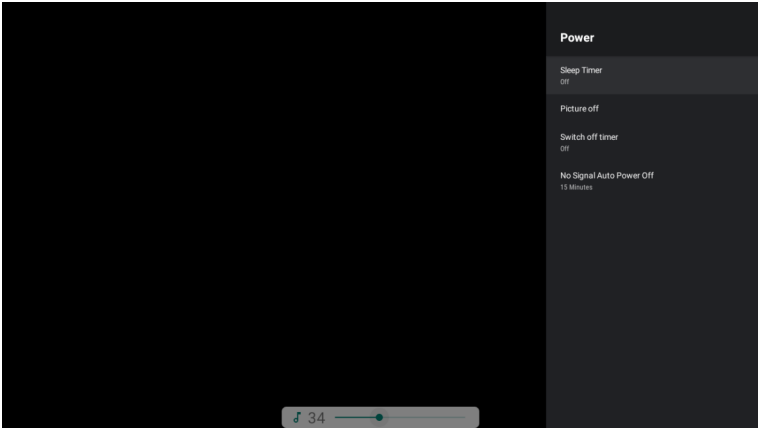 Power
Sleep Timer
Off
Picture off
Switch off timer
Off
No Signal Auto Power Off
15 Minutes
34